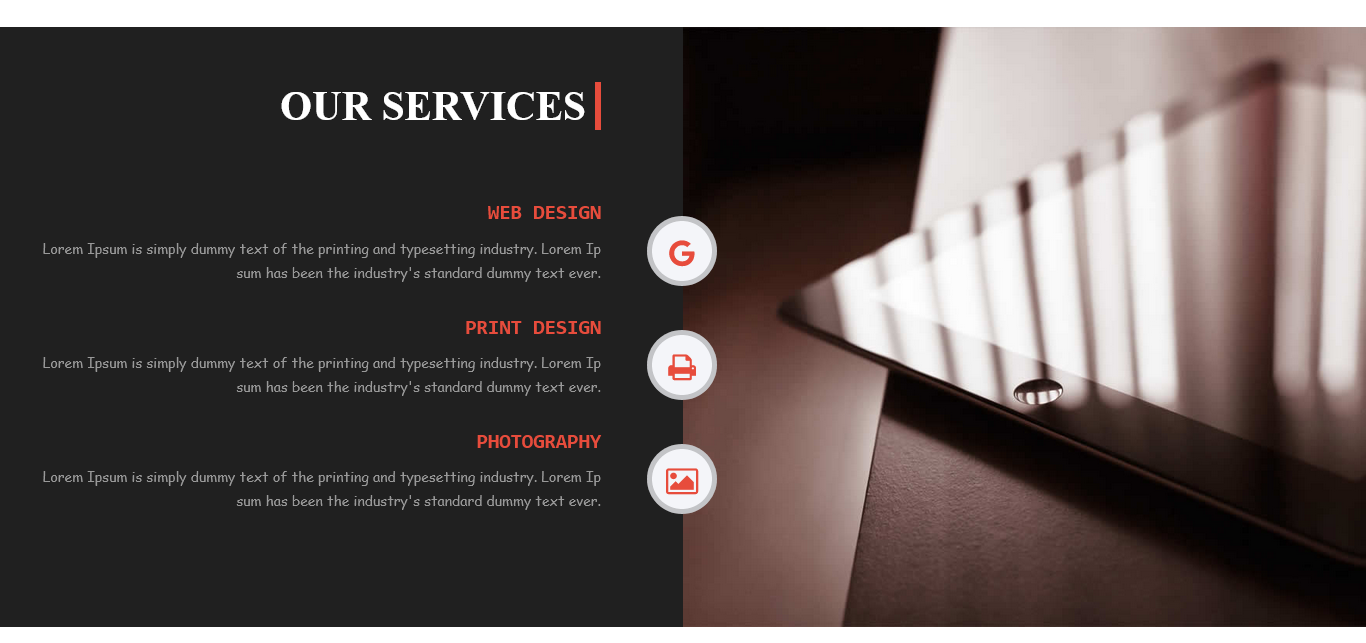 OUR SERVICES
WEB DESIGN
Lorem Ipsum is simply dummy text of the printing and typesetting industry. Lorem Ip
sum has been the industry's standard dummy text ever.
PRINT DESIGN
Lorem Ipsum is simply dummy text of the printing and typesetting industry. Lorem Ip
sum has been the industry's standard dummy text ever.
PHOTOGRAPHY
Lorem Ipsum is simply dummy text of the printing and typesetting industry. Lorem Ip
sum has been the industry's standard dummy text ever.